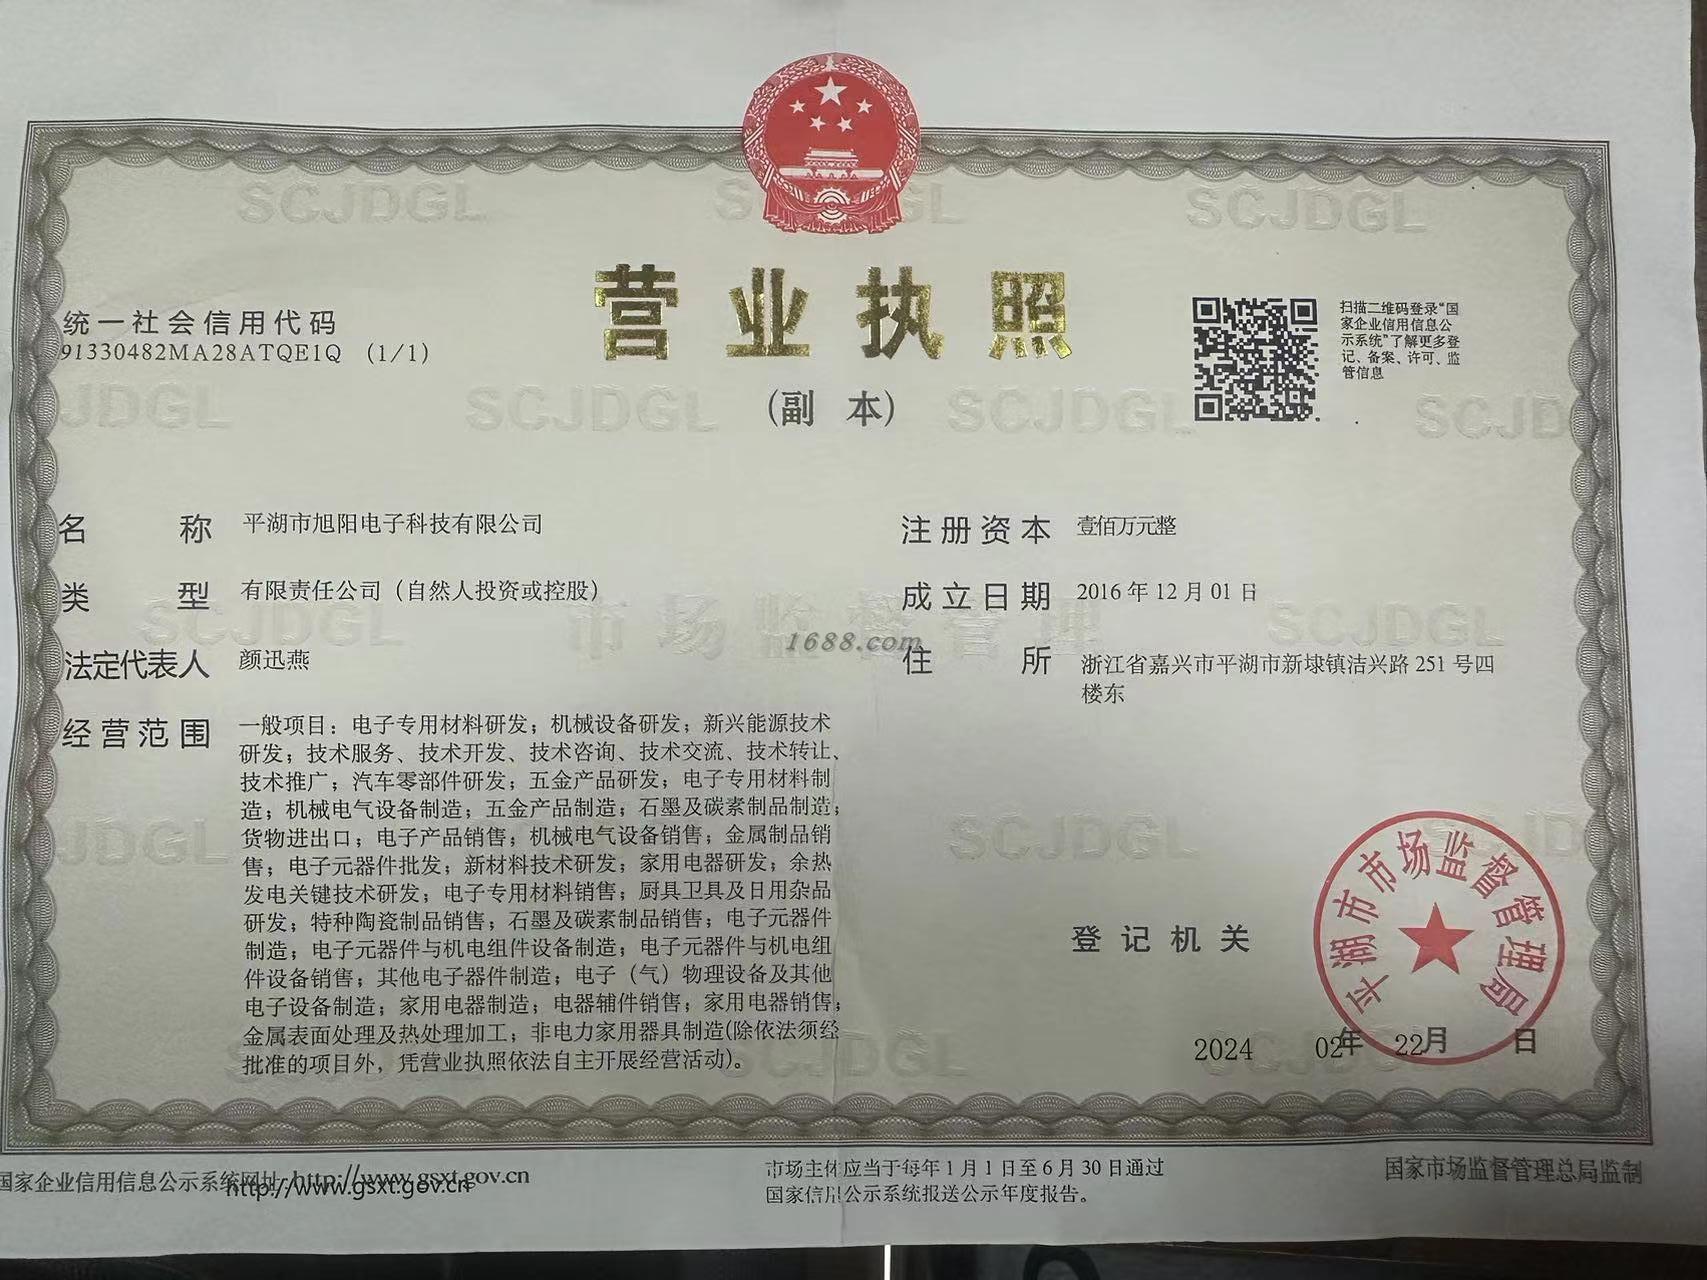 SCJDGL
SCJDGL
营业执照
(副 本)
统一社会信用代码
91330482MA28ATQE1Q (1/1)
扫描二维码登录“国
家企业信用信息公
示系统”了解更多登
记、备案、许可、监
管信息
JDGL SCJDGL SCJDGL SCJD
名称 平湖市旭阳电子科技有限公司
类型 有限责任公司（自然人投资或控股）
法定代表人 颜迅燕
经营范围 一般项目：电子专用材料研发；机械设备研发；新兴能源技术
研发；技术服务、技术开发、技术咨询、技术交流、技术转让、
技术推广；汽车零部件研发；五金产品研发；电子专用材料制
造；机械电气设备制造；五金产品制造；石墨及碳素制品制造；
货物进出口；电子产品销售；机械电气设备销售；金属制品销
售；电子元器件批发；新材料技术研发；家用电器研发；余热
发电关键技术研发；电子专用材料销售；厨具卫具及日用杂品
研发；特种陶瓷制品销售；石墨及碳素制品销售；电子元器件
制造；电子元器件与机电组件设备制造；电子元器件与机电组
件设备销售；其他电子器件制造；电子（气）物理设备及其他
电子设备制造；家用电器制造；电器辅件销售；家用电器销售；
金属表面处理及热处理加工；非电力家用器具制造(除依法须经
批准的项目外，凭营业执照依法自主开展经营活动)。
注册资本 壹佰万元整
成立日期 2016 年 12 月 01 日
住所 浙江省嘉兴市平湖市新埭镇洁兴路 251 号四
楼东
SCJDGL 市场监督管理 SCJDGL
1688.com
JDGL SCJDGL
登记机关
平湖市市场监督管理局
2024 年 02 月 22 日
SCJDGL
国家企业信用信息公示系统网址：http://www.gsxt.gov.cn
http://www.gsxt.gov.cn
市场主体应当于每年 1 月 1 日至 6 月 30 日通过
国家信用公示系统报送公示年度报告。
国家市场监督管理总局监制